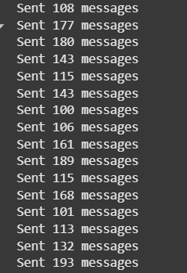 Sent 108 messages
Sent 177 messages
Sent 180 messages
Sent 143 messages
Sent 115 messages
Sent 143 messages
Sent 100 messages
Sent 106 messages
Sent 161 messages
Sent 189 messages
Sent 115 messages
Sent 168 messages
Sent 101 messages
Sent 113 messages
Sent 132 messages
Sent 193 messages